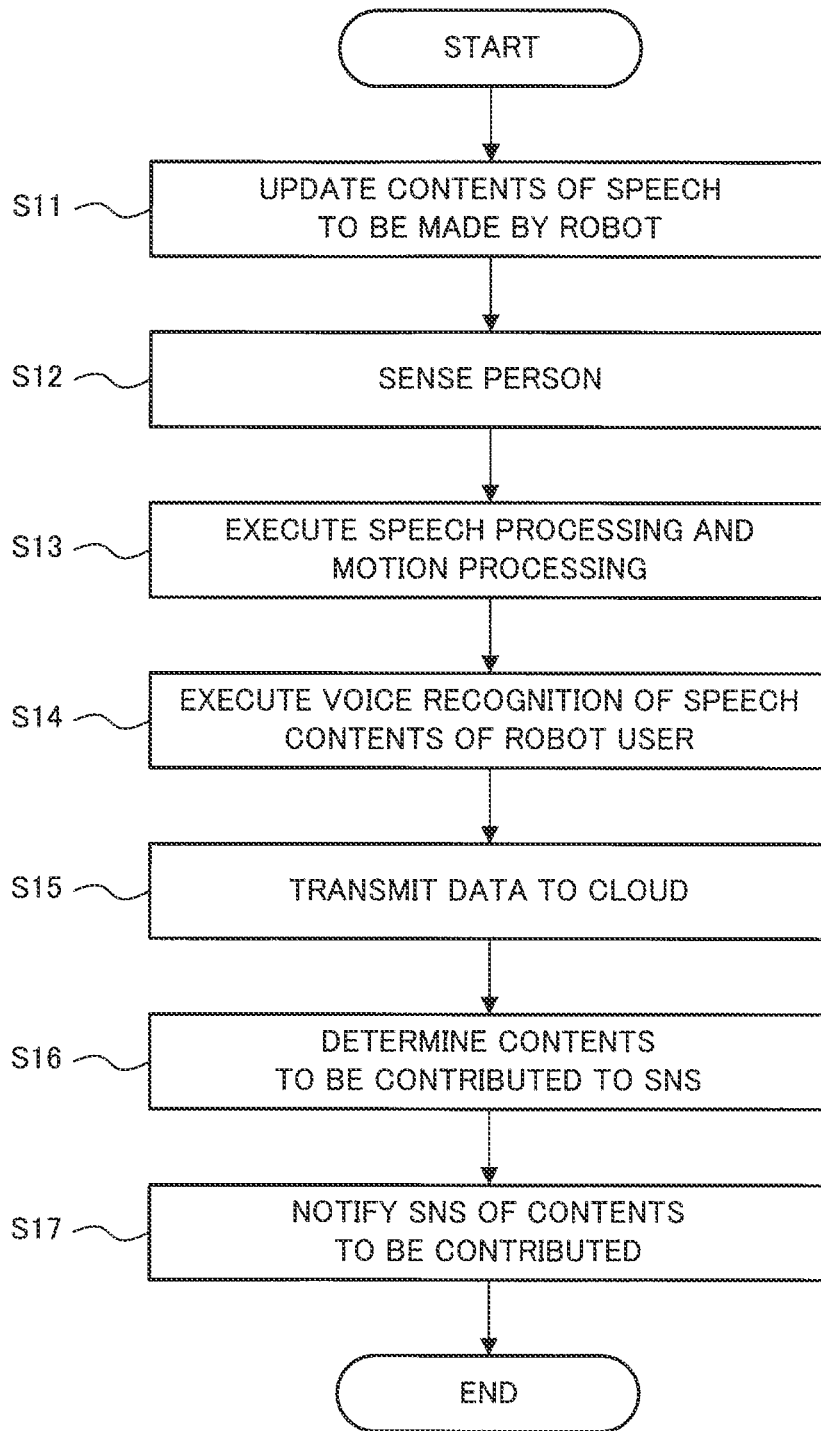 START
S11
UPDATE CONTENTS OF SPEECH
TO BE MADE BY ROBOT
S12
SENSE PERSON
S13
EXECUTE SPEECH PROCESSING AND
MOTION PROCESSING
S14
EXECUTE VOICE RECOGNITION OF SPEECH
CONTENTS OF ROBOT USER
S15
TRANSMIT DATA TO CLOUD
S16
DETERMINE CONTENTS
TO BE CONTRIBUTED TO SNS
S17
NOTIFY SNS OF CONTENTS
TO BE CONTRIBUTED
END